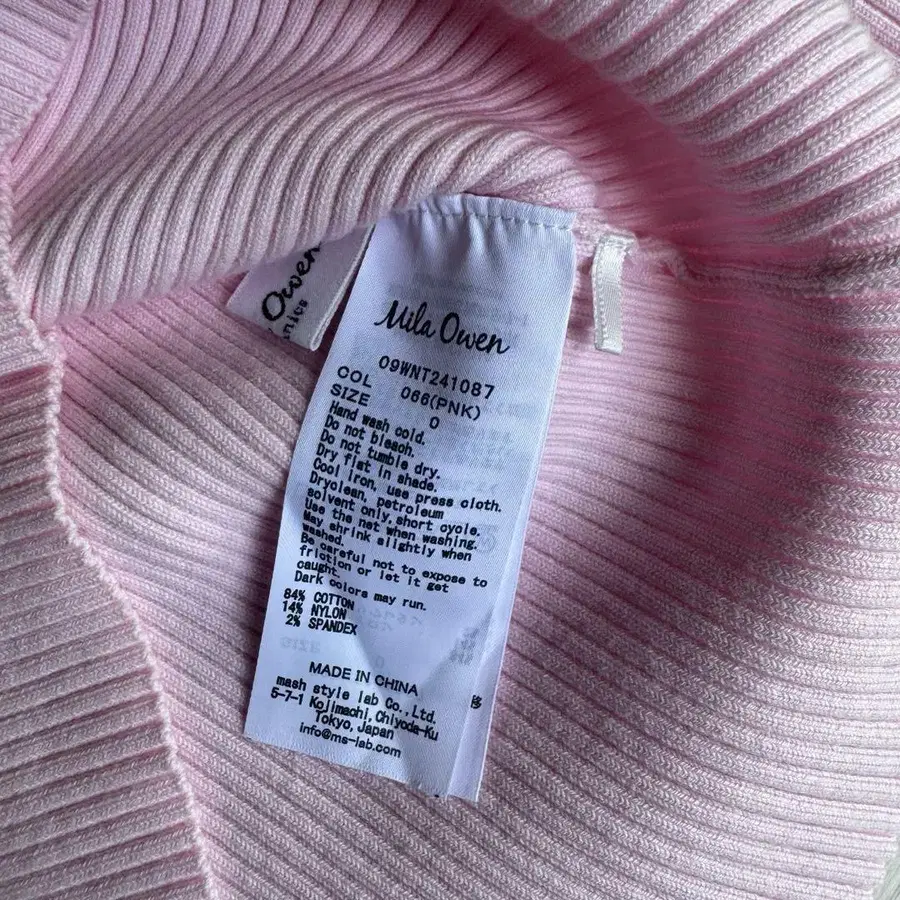 Owen
Mila Owen
09WNT241087
COL 066(PNK)
SIZE 0
Hand wash cold.
Do not bleach.
Do not tumble dry.
Dry flat in shade.
Cool iron, use press cloth.
Dryclean, petroleum
solvent only,short cycle.
Use the net when washing.
May shrink slightly when
washed.
Be careful not to expose to
friction or let it get
caught.
Dark colors may run.
84% COTTON
14% NYLON
2% SPANDEX
MADE IN CHINA
mash style lab Co.,Ltd.
5-7-1 Kojimachi,Chiyoda-Ku
Tokyo,Japan
info@ms-lab.com